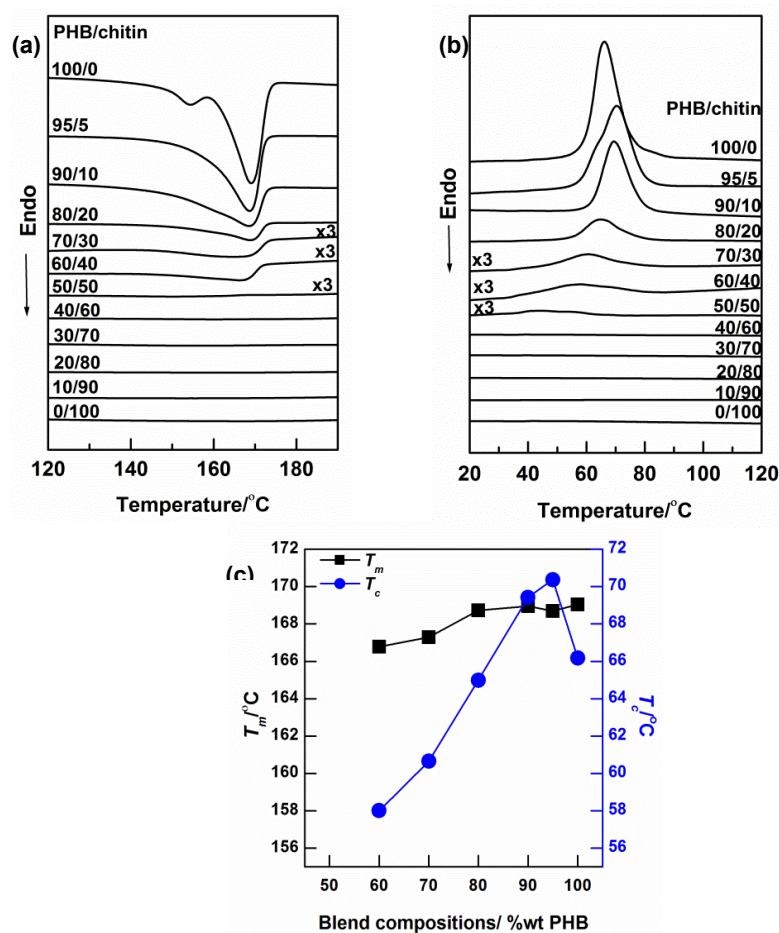 (a)
PHB/chitin
100/0
95/5
90/10
80/20
70/30
60/40
50/50
40/60
30/70
20/80
10/90
0/100
x3
x3
x3
Endo
120 140 160 180
Temperature/°C
(b)
PHB/chitin
100/0
95/5
90/10
80/20
70/30
60/40
50/50
40/60
30/70
20/80
10/90
0/100
x3
x3
x3
Endo
20 40 60 80 100 120
Temperature/°C
(c)
Tm
Tc
172
170
168
166
164
162
160
158
156
Tm/°C
72
70
68
66
64
62
60
58
56
Tc/°C
50 60 70 80 90 100
Blend compositions/ %wt PHB